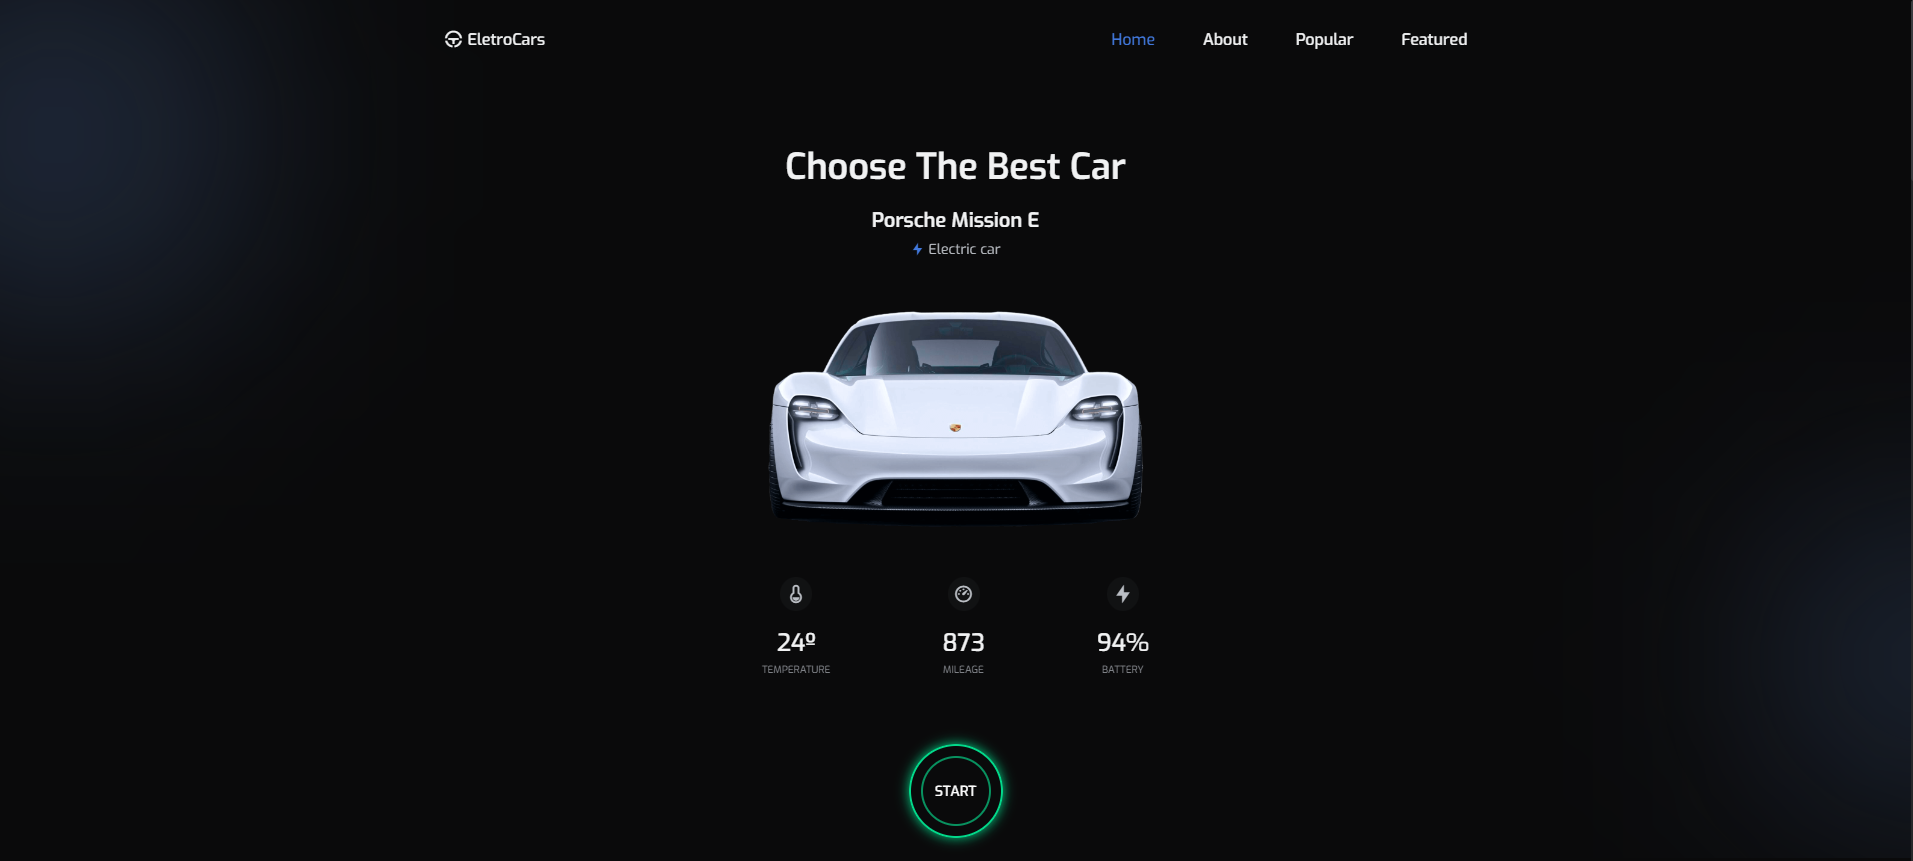 EletroCars
Home About Popular Featured
Choose The Best Car
Porsche Mission E
Electric car
24º 873 94%
TEMPERATURE MILEAGE BATTERY
START